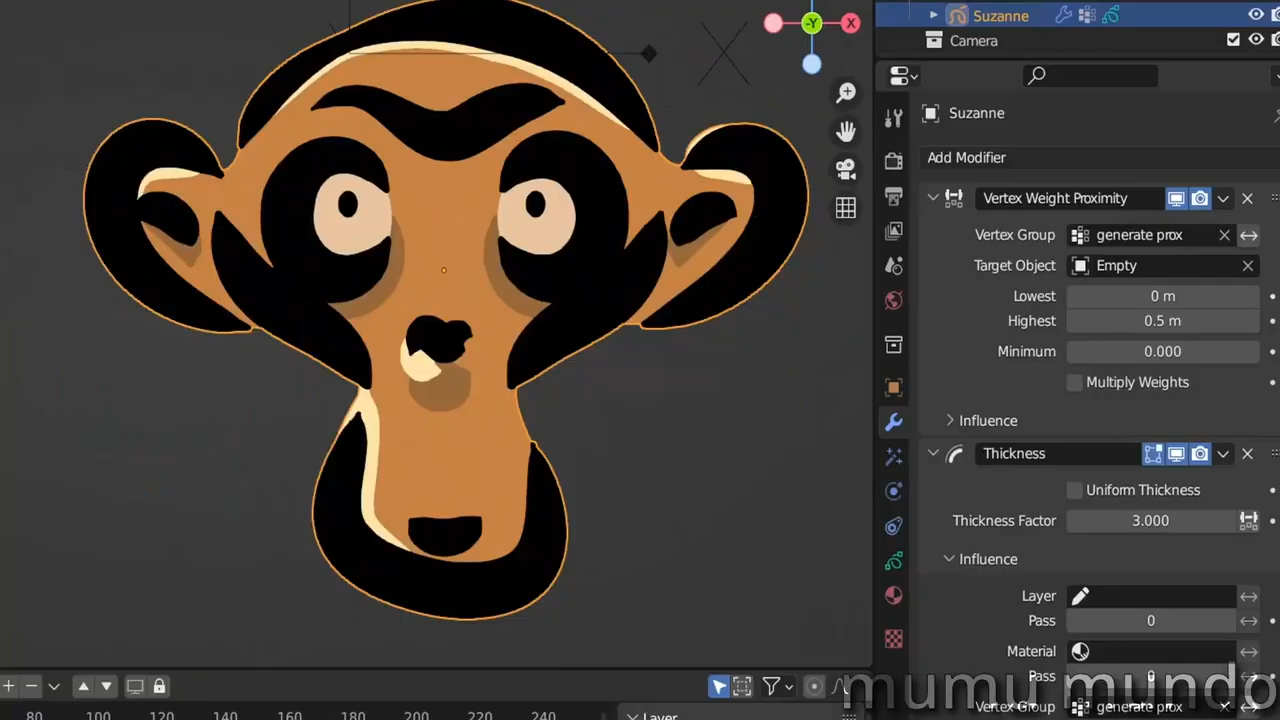 Suzanne
Camera
-Y
X
Suzanne
Add Modifier
Vertex Weight Proximity
Vertex Group generate prox
Target Object Empty
Lowest 0 m
Highest 0.5 m
Minimum 0.000
Multiply Weights
Influence
Thickness
Uniform Thickness
Thickness Factor 3.000
Influence
Layer
Pass 0
Material
Pass 0
Vertex Group generate prox
mumu mundo
80 100 120 140 160 180 200 220 240
Layer